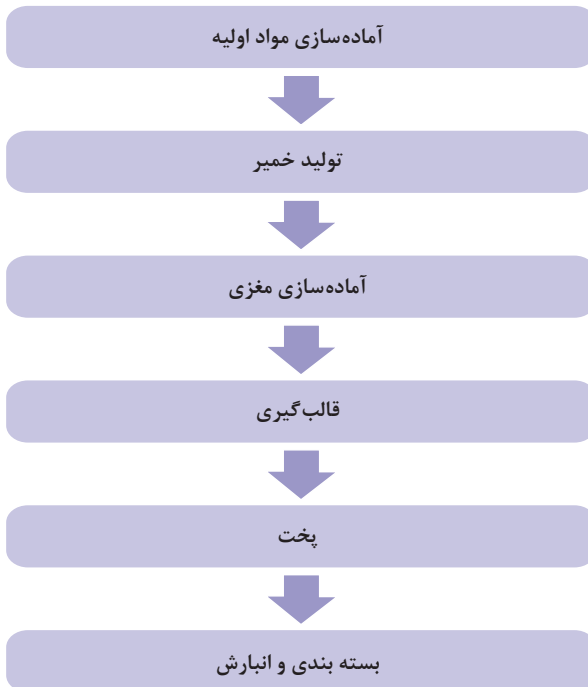 آماده‌سازی مواد اولیه
تولید خمیر
آماده‌سازی مغزی
قالب‌گیری
پخت
بسته بندی و انبارش